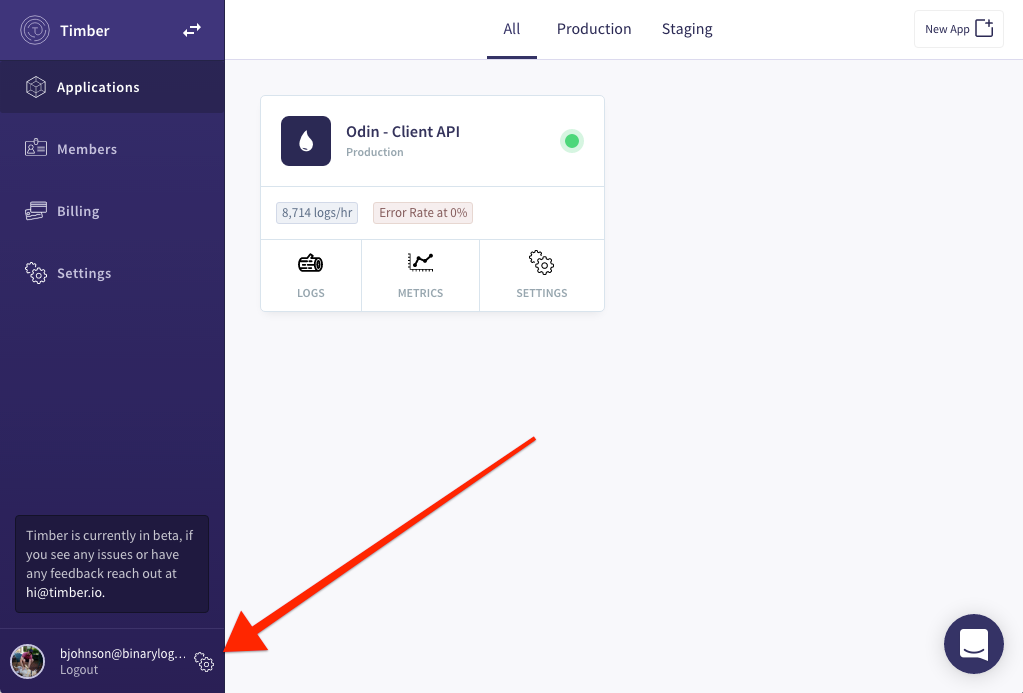 Timber
Applications
Members
Billing
Settings
Timber is currently in beta, if
you see any issues or have
any feedback reach out at
hi@timber.io.
bjohnson@binarylog...
Logout
All
Production
Staging
New App
Odin - Client API
Production
8,714 logs/hr
Error Rate at 0%
LOGS
METRICS
SETTINGS